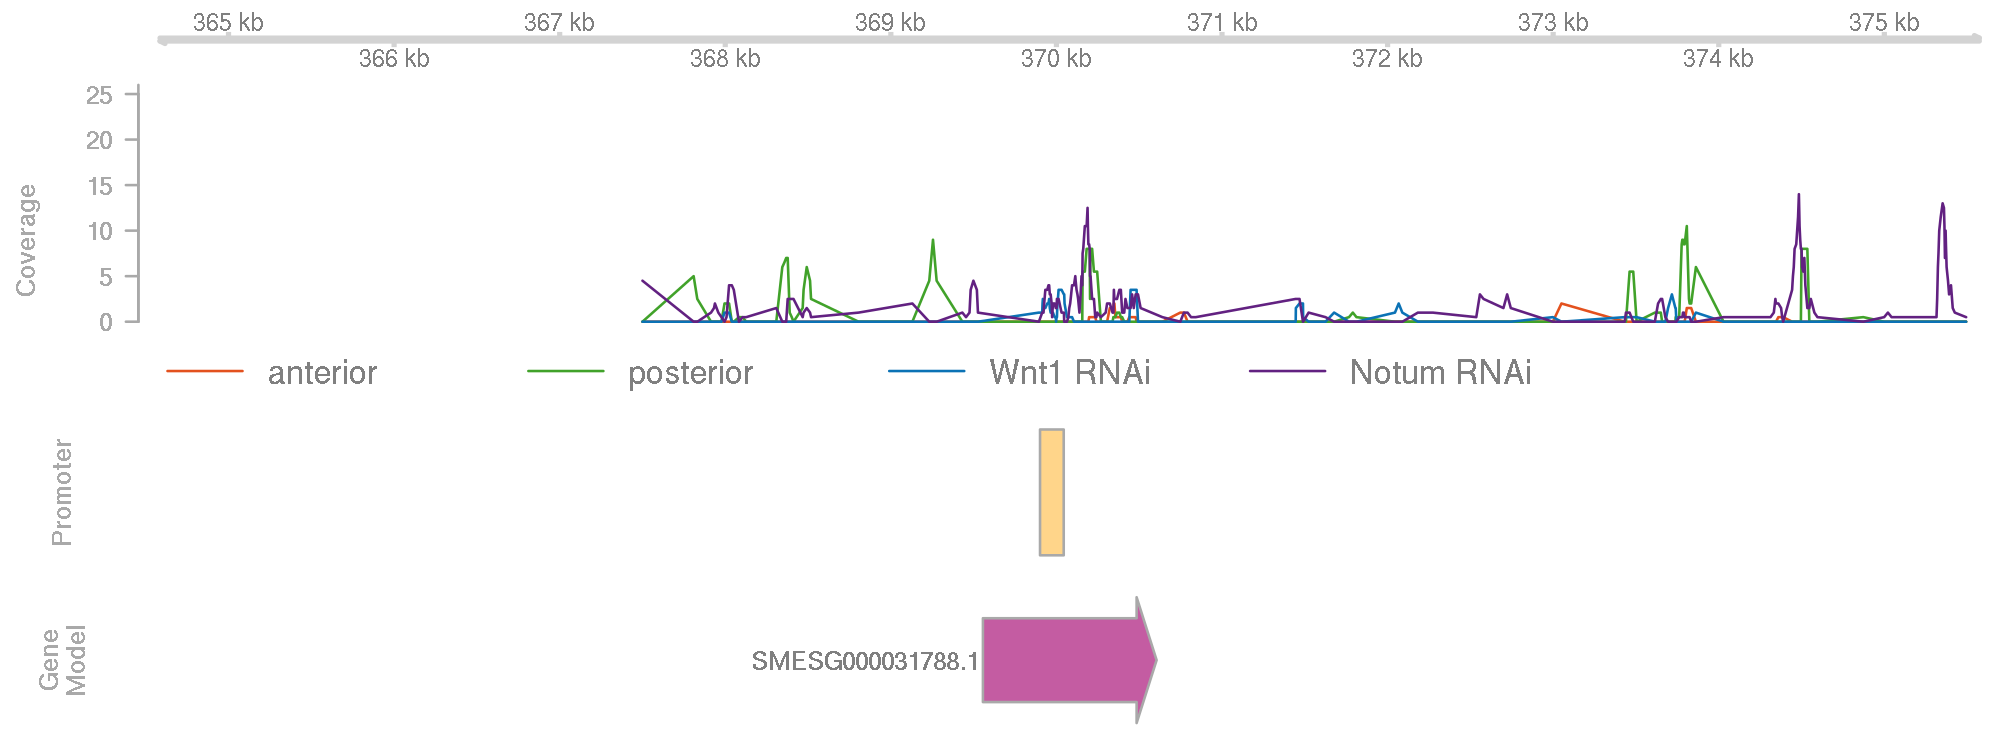 365 kb 367 kb 369 kb 371 kb 373 kb 375 kb
366 kb 368 kb 370 kb 372 kb 374 kb
25
20
15
10
5
0
Coverage
anterior posterior Wnt1 RNAi Notum RNAi
Promoter
Gene
Model
SMESG000031788.1